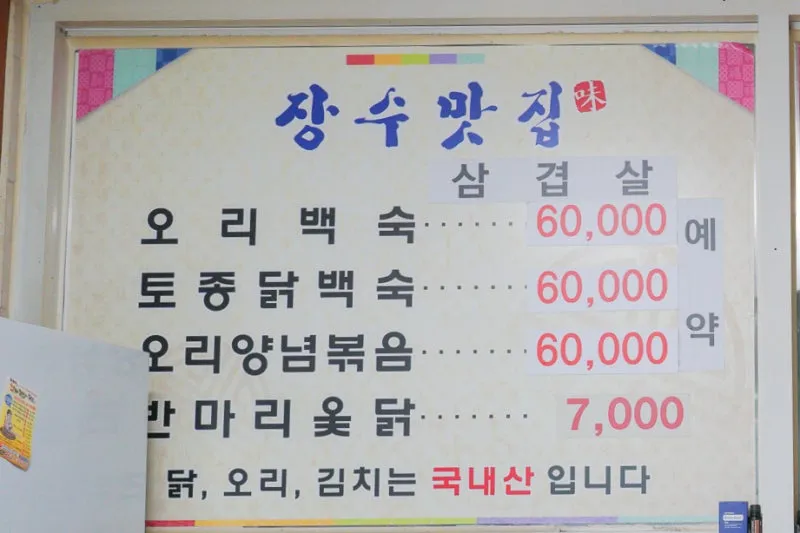 장수맛집 味
삼겹살
오리백숙 ······ 60,000
토종닭백숙 ······ 60,000
오리양념볶음 ······ 60,000
예약
반마리옻닭 ······ 7,000
닭, 오리, 김치는 국내산 입니다